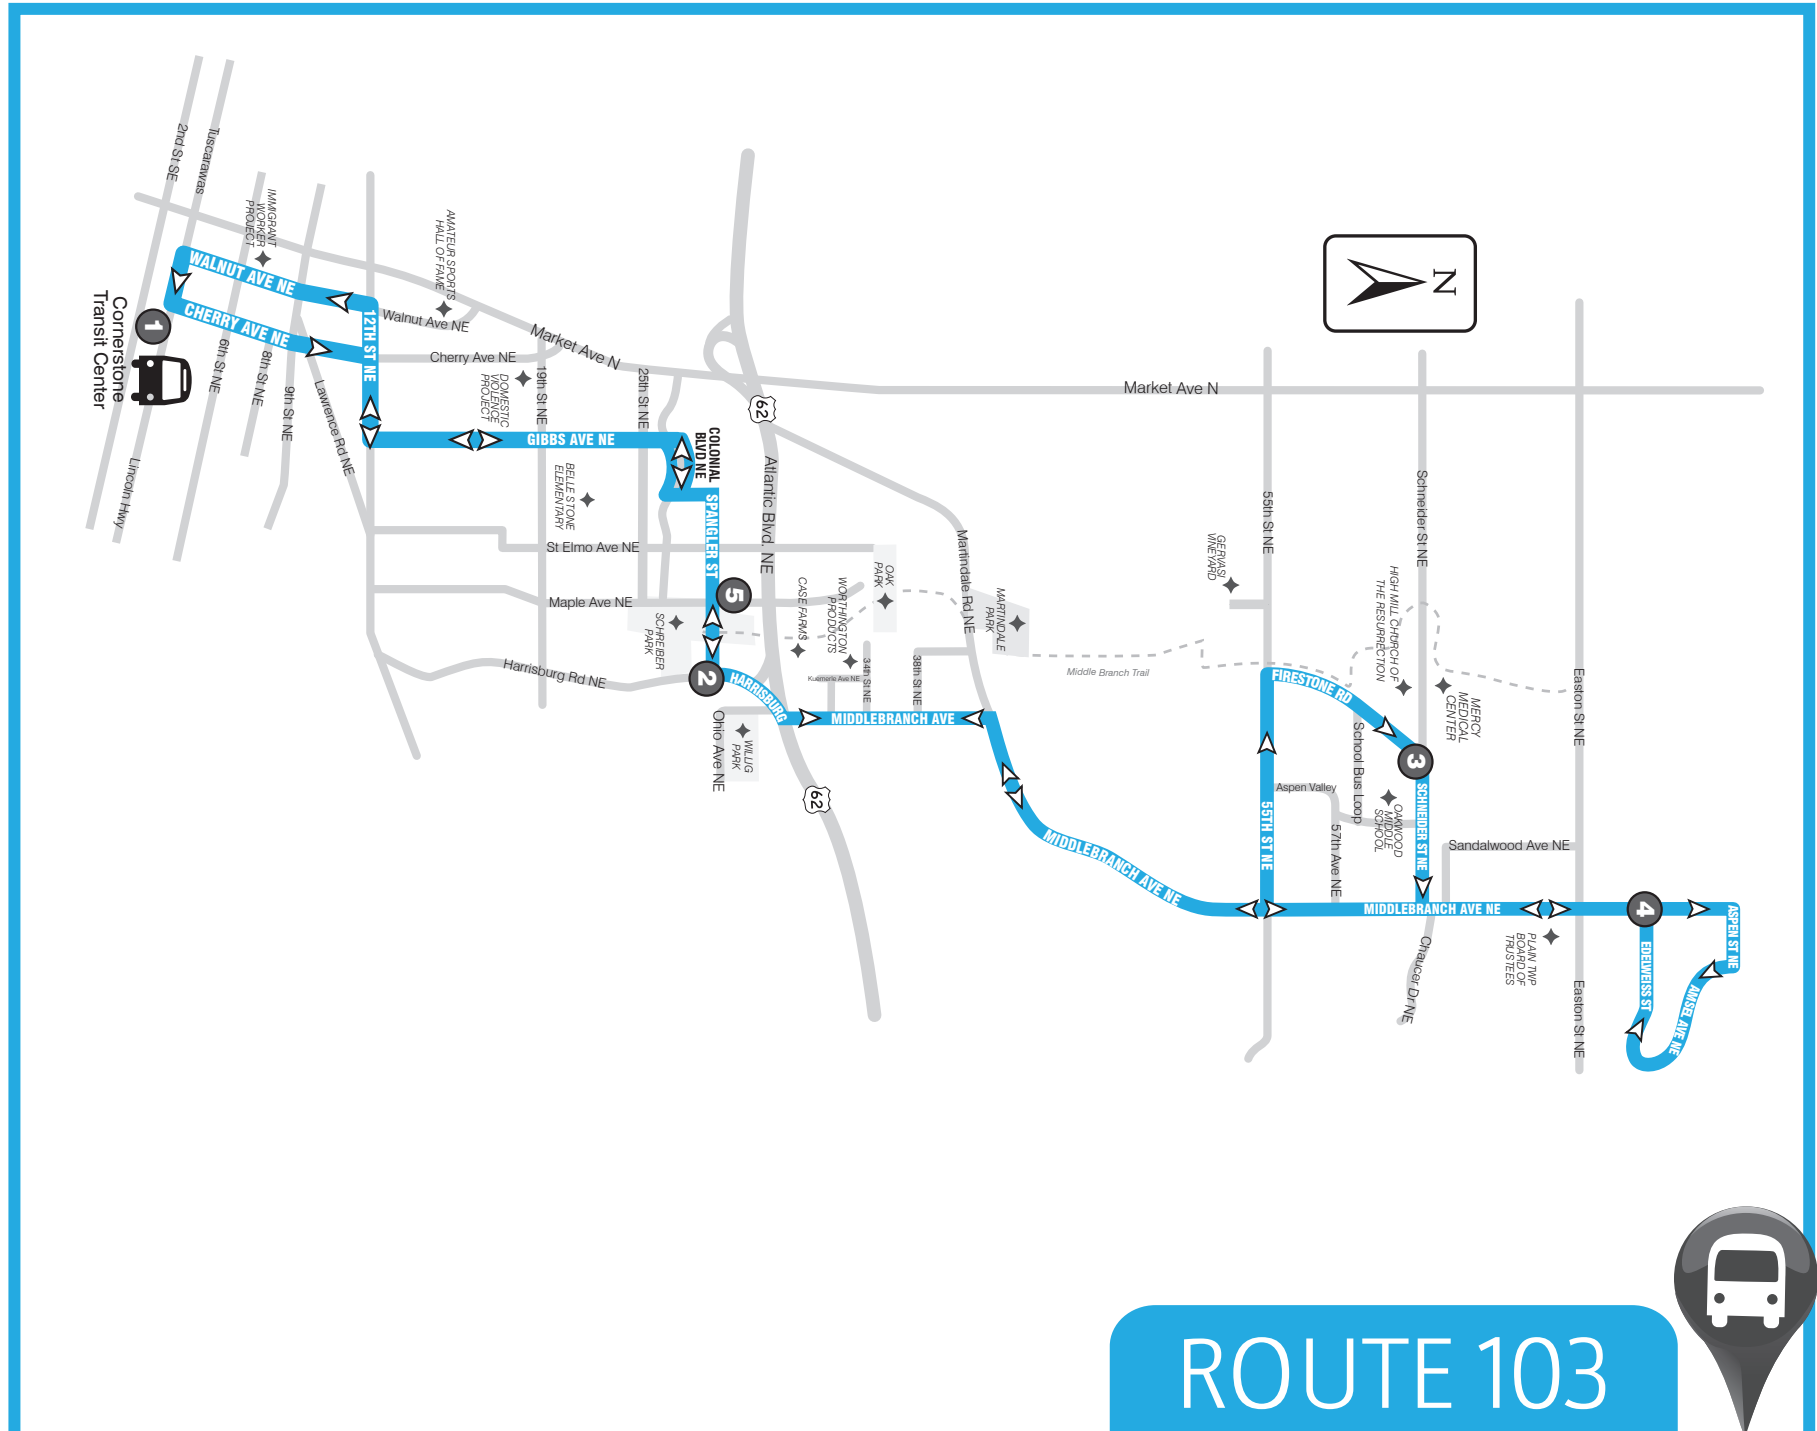 2nd St SE
Tuscarawas
IMMIGRANT
WORKER
PROJECT
AMATEUR SPORTS
HALL OF FAME
WALNUT AVE NE
CHERRY AVE NE
12TH ST NE
Walnut Ave NE
Cherry Ave NE
Market Ave N
Market Ave N
N
Cornerstone
Transit Center
1
6th St NE
8th St NE
9th St NE
Lawrence Rd NE
Lincoln Hwy
DOMESTIC
VIOLENCE
PROJECT
19th St NE
25th St NE
62
GIBBS AVE NE
COLONIAL
BLVD NE
BELLE STONE
ELEMENTARY
SPANGLER ST
Atlantic Blvd. NE
St Elmo Ave NE
Maple Ave NE
Harrisburg Rd NE
SCHREIBER
PARK
5
2
CASE FARMS
WORTHINGTON
PRODUCTS
OAK
PARK
Martindale Rd NE
MARTINDALE
PARK
Middle Branch Trail
Kuemerle Ave NE
34th St NE
38th St NE
HARRISBURG
MIDDLEBRANCH AVE
Ohio Ave NE
WILLIG
PARK
62
MIDDLEBRANCH AVE NE
GERVASI
VINEYARD
55th St NE
Schneider St NE
HIGH MILL CHURCH OF
THE RESURRECTION
MERCY
MEDICAL
CENTER
Easton St NE
FIRESTONE RD
School Bus Loop
3
55TH ST NE
Aspen Valley
57th Ave NE
OAKWOOD
MIDDLE
SCHOOL
SCHNEIDER ST NE
Sandalwood Ave NE
MIDDLEBRANCH AVE NE
4
ASPEN ST NE
PLAIN TWP
BOARD OF
TRUSTEES
Chaucer Dr NE
Easton St NE
EDELWEISS ST
AMSEL AVE NE
ROUTE 103